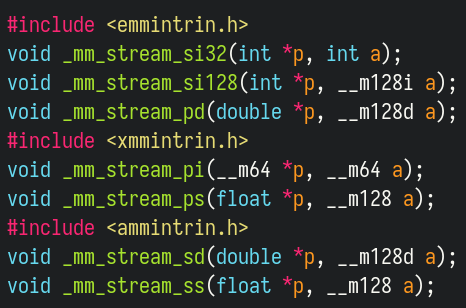 #include <emmintrin.h>
void _mm_stream_si32(int *p, int a);
void _mm_stream_si128(int *p, __m128i a);
void _mm_stream_pd(double *p, __m128d a);
#include <xmmintrin.h>
void _mm_stream_pi(__m64 *p, __m64 a);
void _mm_stream_ps(float *p, __m128 a);
#include <ammintrin.h>
void _mm_stream_sd(double *p, __m128d a);
void _mm_stream_ss(float *p, __m128 a);